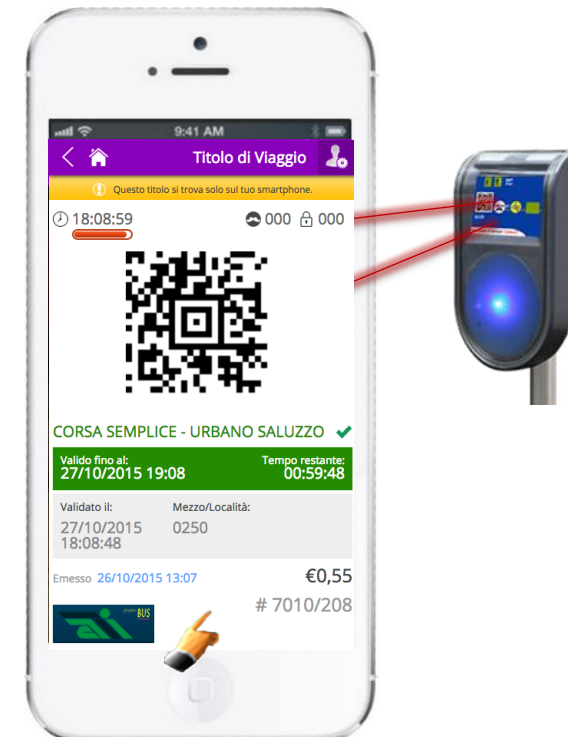 9:41 AM
Titolo di Viaggio
Questo titolo si trova solo sul tuo smartphone.
18:08:59 000 000
CORSA SEMPLICE - URBANO SALUZZO
Valido fino al: Tempo restante:
27/10/2015 19:08 00:59:48
Validato il: Mezzo/Località:
27/10/2015 0250
18:08:48
Emesso 26/10/2015 13:07 €0,55
# 7010/208
BUS